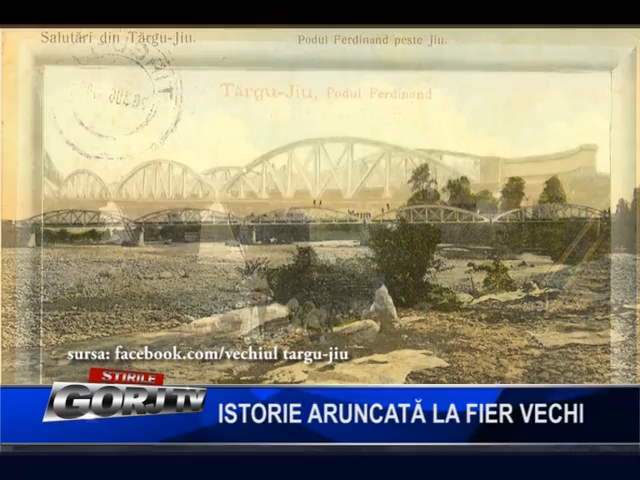 Salutări din Târgu-Jiu.
Podul Ferdinand peste Jiu.
Târgu-Jiu, Podul Ferdinand
sursa: facebook.com/vechiul targu-jiu
STIRILE
GORJ TV
ISTORIE ARUNCATĂ LA FIER VECHI